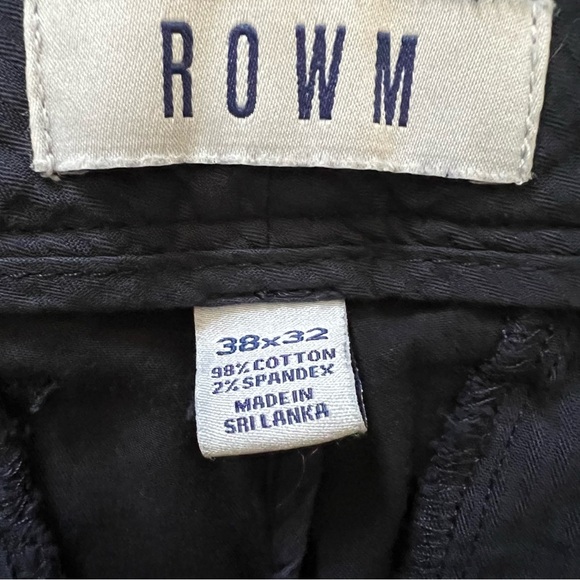 ROWM
38x32
98% COTTON
2% SPANDEX
MADE IN
SRI LANKA